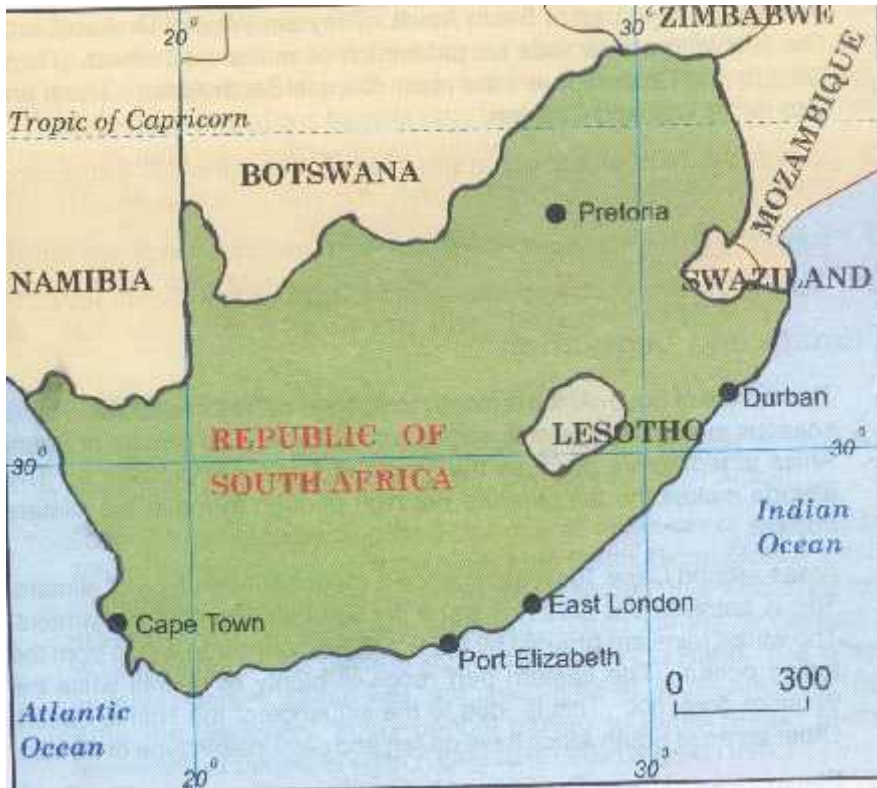 20°
30°
ZIMBABWE
Tropic of Capricorn
BOTSWANA
MOZAMBIQUE
Pretoria
NAMIBIA
SWAZILAND
Durban
LESOTHO
REPUBLIC OF
SOUTH AFRICA
30°
30°
Indian
Ocean
East London
Cape Town
Port Elizabeth
0 300
Atlantic
Ocean
20°
30°